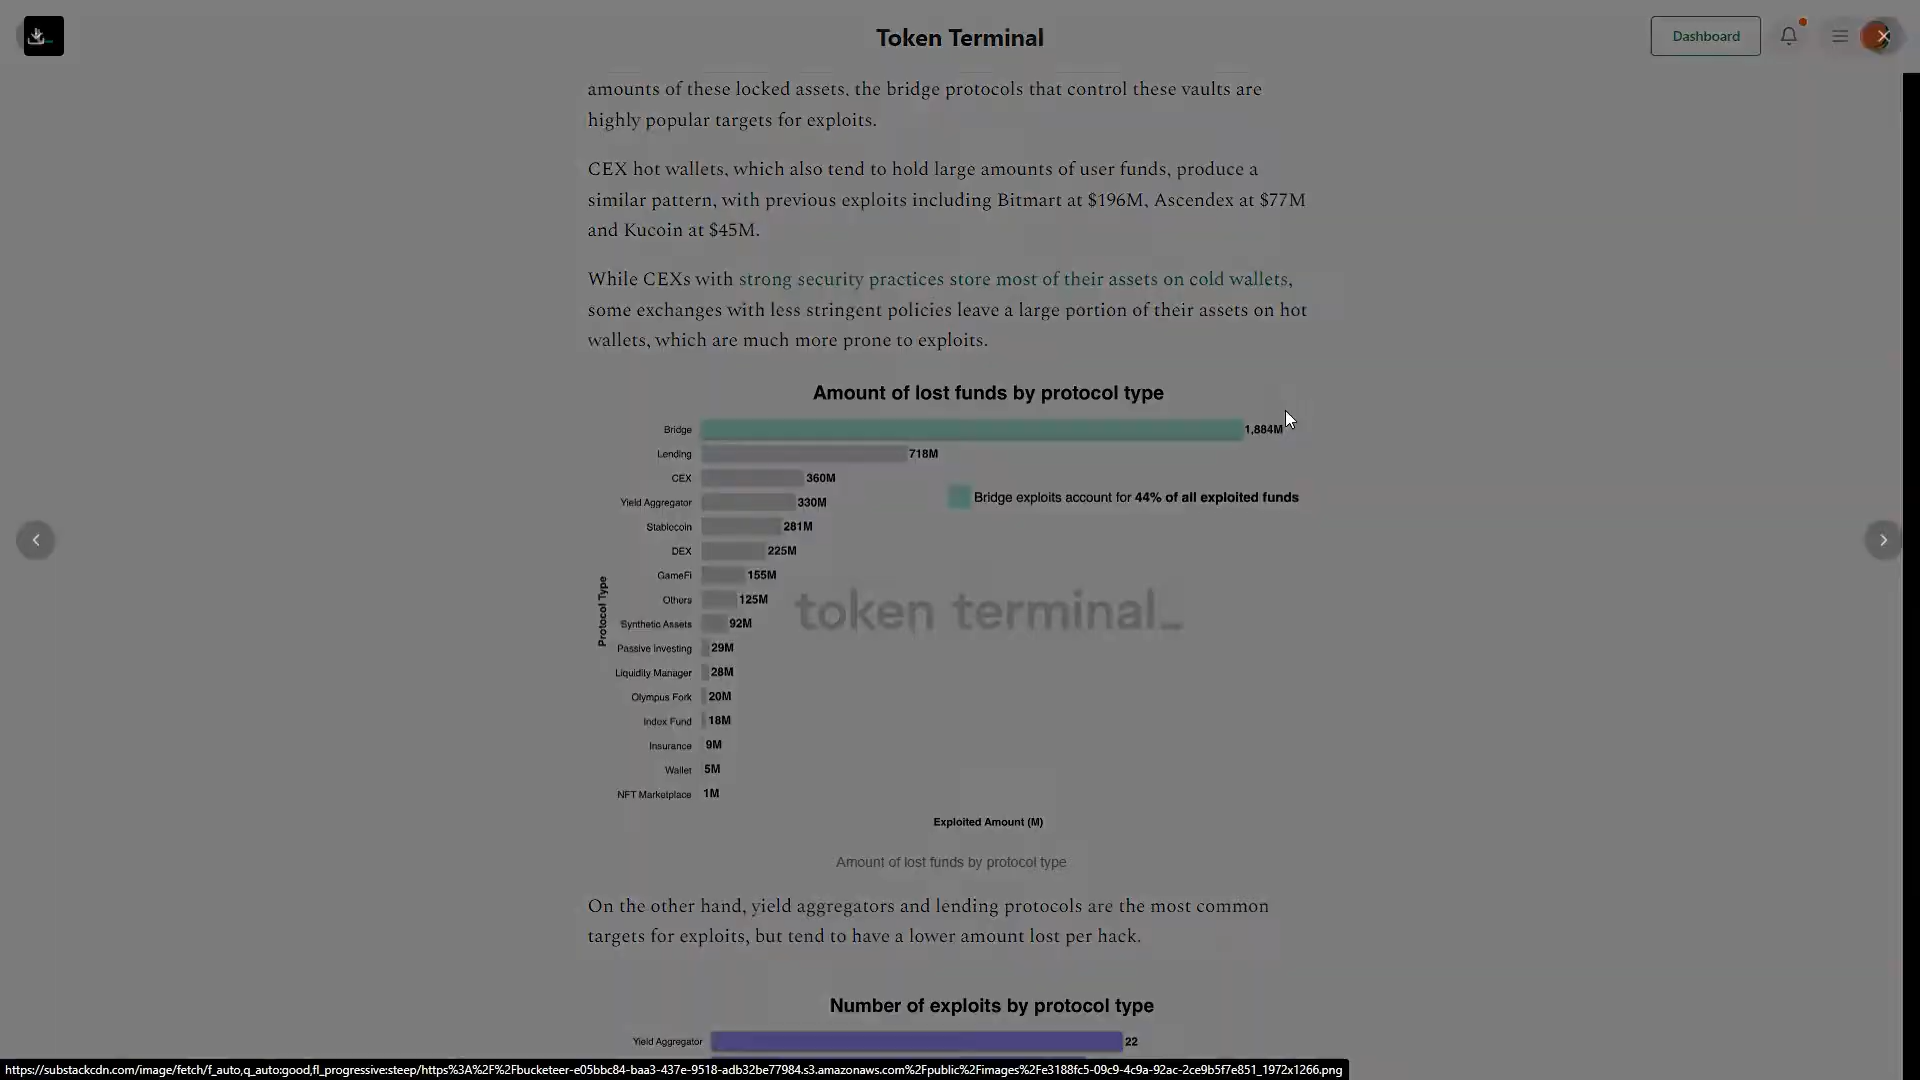 Token Terminal
Dashboard
amounts of these locked assets, the bridge protocols that control these vaults are
highly popular targets for exploits.
CEX hot wallets, which also tend to hold large amounts of user funds, produce a
similar pattern, with previous exploits including Bitmart at $196M, Ascendex at $77M
and Kucoin at $45M.
While CEXs with strong security practices store most of their assets on cold wallets,
some exchanges with less stringent policies leave a large portion of their assets on hot
wallets, which are much more prone to exploits.
Amount of lost funds by protocol type
Bridge 1,884M
Lending 718M
CEX 360M
Bridge exploits account for 44% of all exploited funds
Yield Aggregator 330M
Stablecoin 281M
DEX 225M
GameFi 155M
Others 125M
token terminal_
Synthetic Assets 92M
Protocol Type
Passive Investing 29M
Liquidity Manager 28M
Olympus Fork 20M
Index Fund 18M
Insurance 9M
Wallet 5M
NFT Marketplace 1M
Exploited Amount (M)
Amount of lost funds by protocol type
On the other hand, yield aggregators and lending protocols are the most common
targets for exploits, but tend to have a lower amount lost per hack.
Number of exploits by protocol type
Yield Aggregator 22
https://substackcdn.com/image/fetch/f_auto,q_auto:good,fl_progressive:steep/https%3A%2F%2Fbucketeer-e05bbc84-baa3-437e-9518-adb32be77984.s3.amazonaws.com%2Fpublic%2Fimages%2Fe3188fc5-09c9-4c9a-92ac-2ce9b5f7e851_1972x1266.png